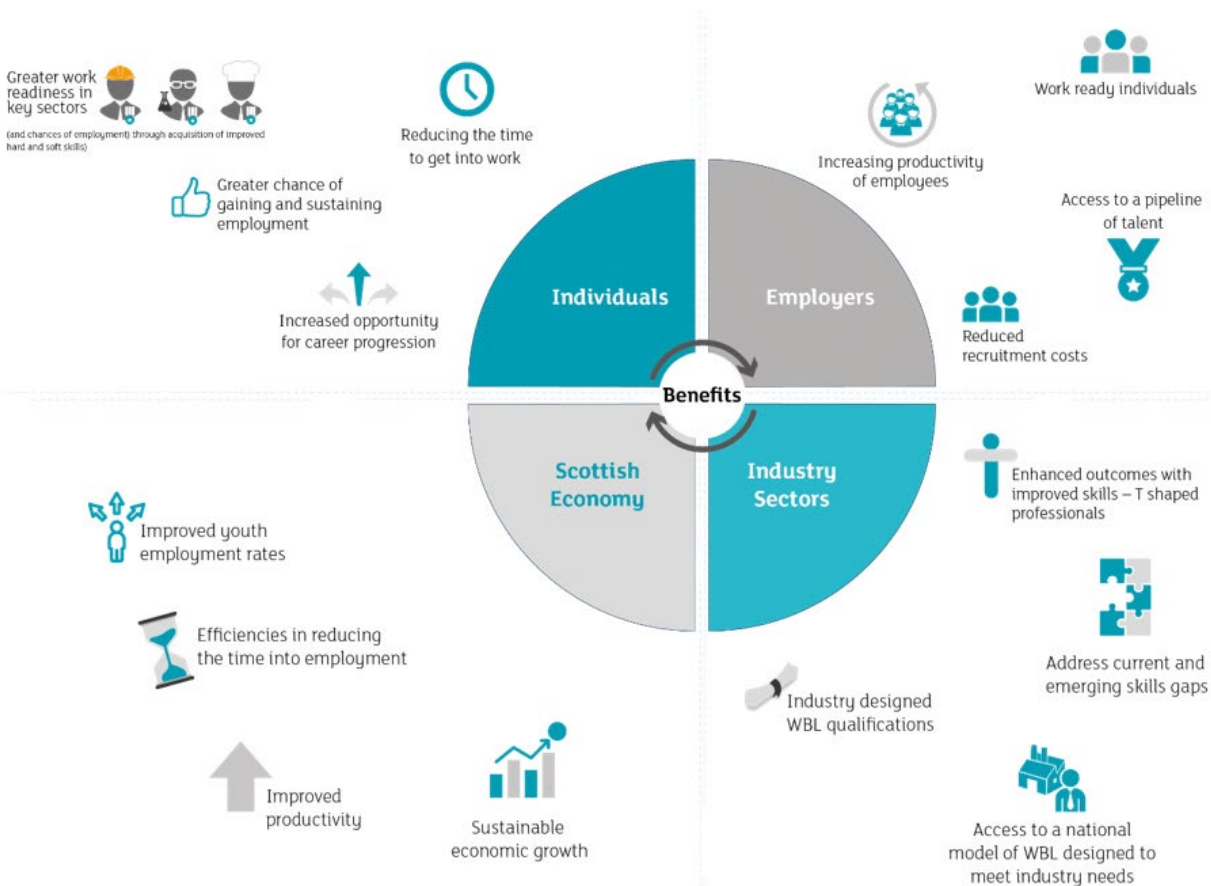 Greater work
readiness in
key sectors
(and chances of employment) through acquisition of improved
hard and soft skills)
Reducing the time
to get into work
Greater chance of
gaining and sustaining
employment
Increased opportunity
for career progression
Individuals
Work ready individuals
Increasing productivity
of employees
Access to a pipeline
of talent
Reduced
recruitment costs
Employers
Benefits
Scottish
Economy
Improved youth
employment rates
Efficiencies in reducing
the time into employment
Improved
productivity
Sustainable
economic growth
Industry
Sectors
Enhanced outcomes with
improved skills – T shaped
professionals
Address current and
emerging skills gaps
Industry designed
WBL qualifications
Access to a national
model of WBL designed to
meet industry needs